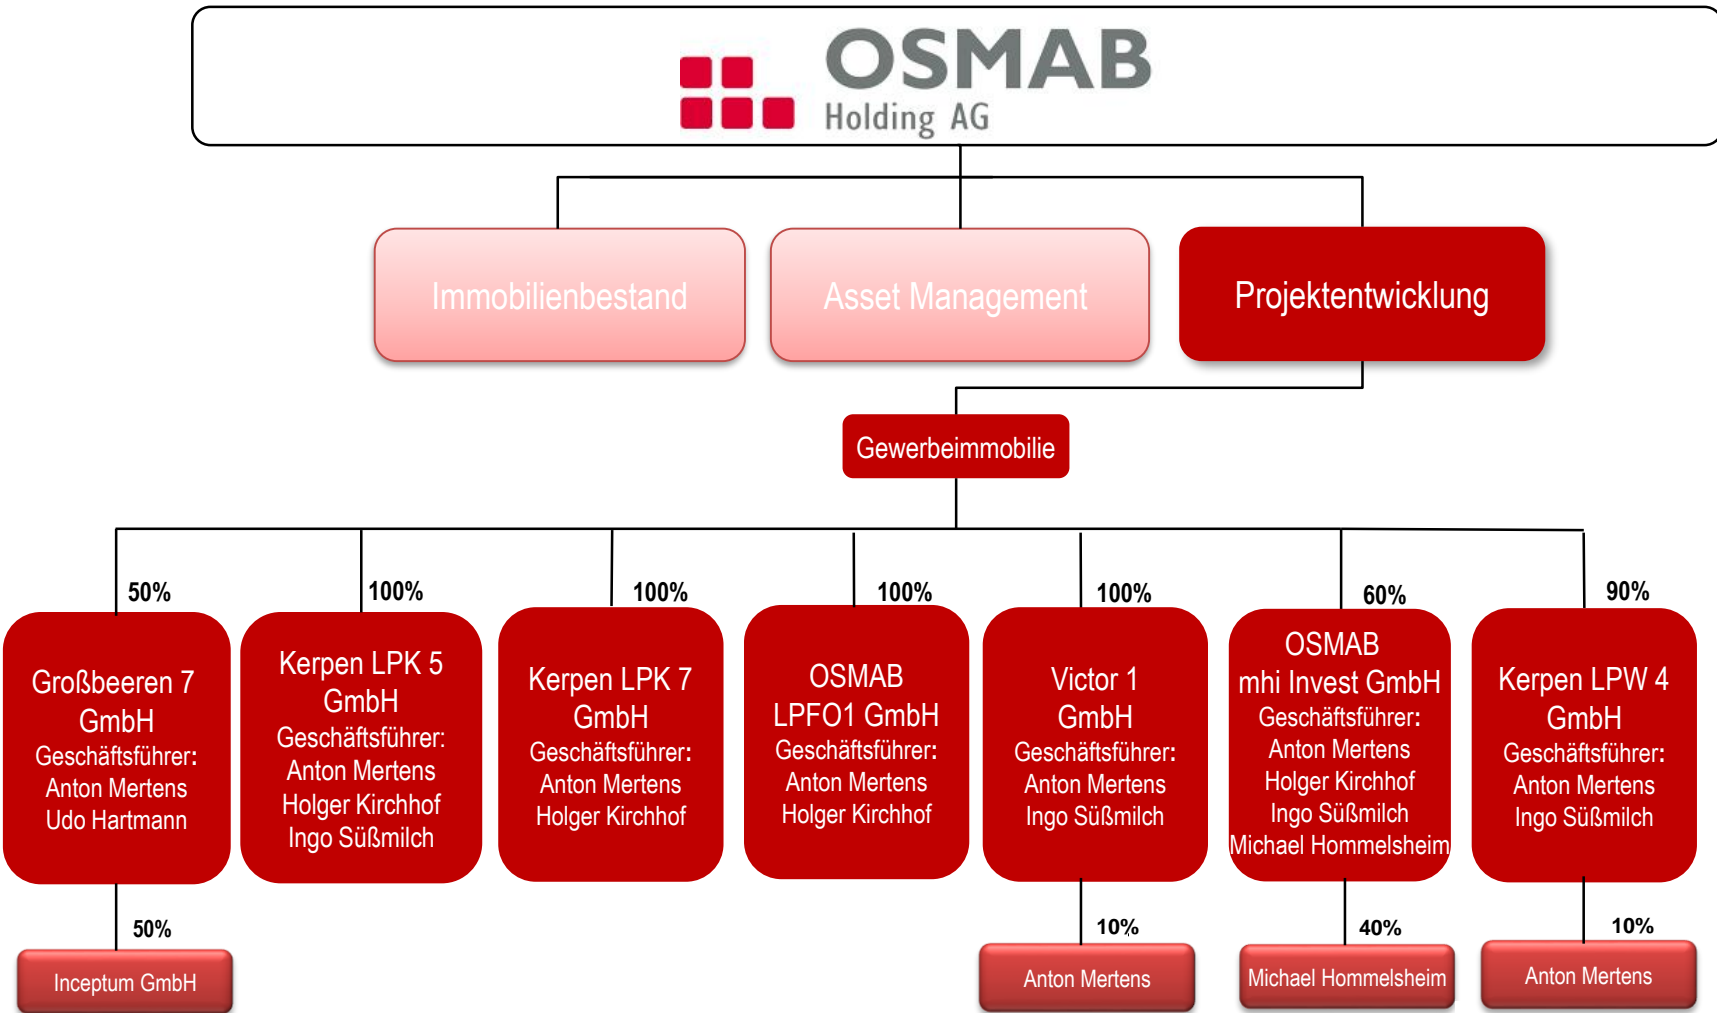 OSMAB
Holding AG
Immobilienbestand
Asset Management
Projektentwicklung
Gewerbeimmobilie
50%
100%
100%
100%
100%
60%
90%
Großbeeren 7
GmbH
Geschäftsführer:
Anton Mertens
Udo Hartmann
Kerpen LPK 5
GmbH
Geschäftsführer:
Anton Mertens
Holger Kirchhof
Ingo Süßmilch
Kerpen LPK 7
GmbH
Geschäftsführer:
Anton Mertens
Holger Kirchhof
OSMAB
LPFO1 GmbH
Geschäftsführer:
Anton Mertens
Holger Kirchhof
Victor 1
GmbH
Geschäftsführer:
Anton Mertens
Ingo Süßmilch
OSMAB
mhi Invest GmbH
Geschäftsführer:
Anton Mertens
Holger Kirchhof
Ingo Süßmilch
Michael Hommelsheim
Kerpen LPW 4
GmbH
Geschäftsführer:
Anton Mertens
Ingo Süßmilch
50%
10%
40%
10%
Inceptum GmbH
Anton Mertens
Michael Hommelsheim
Anton Mertens